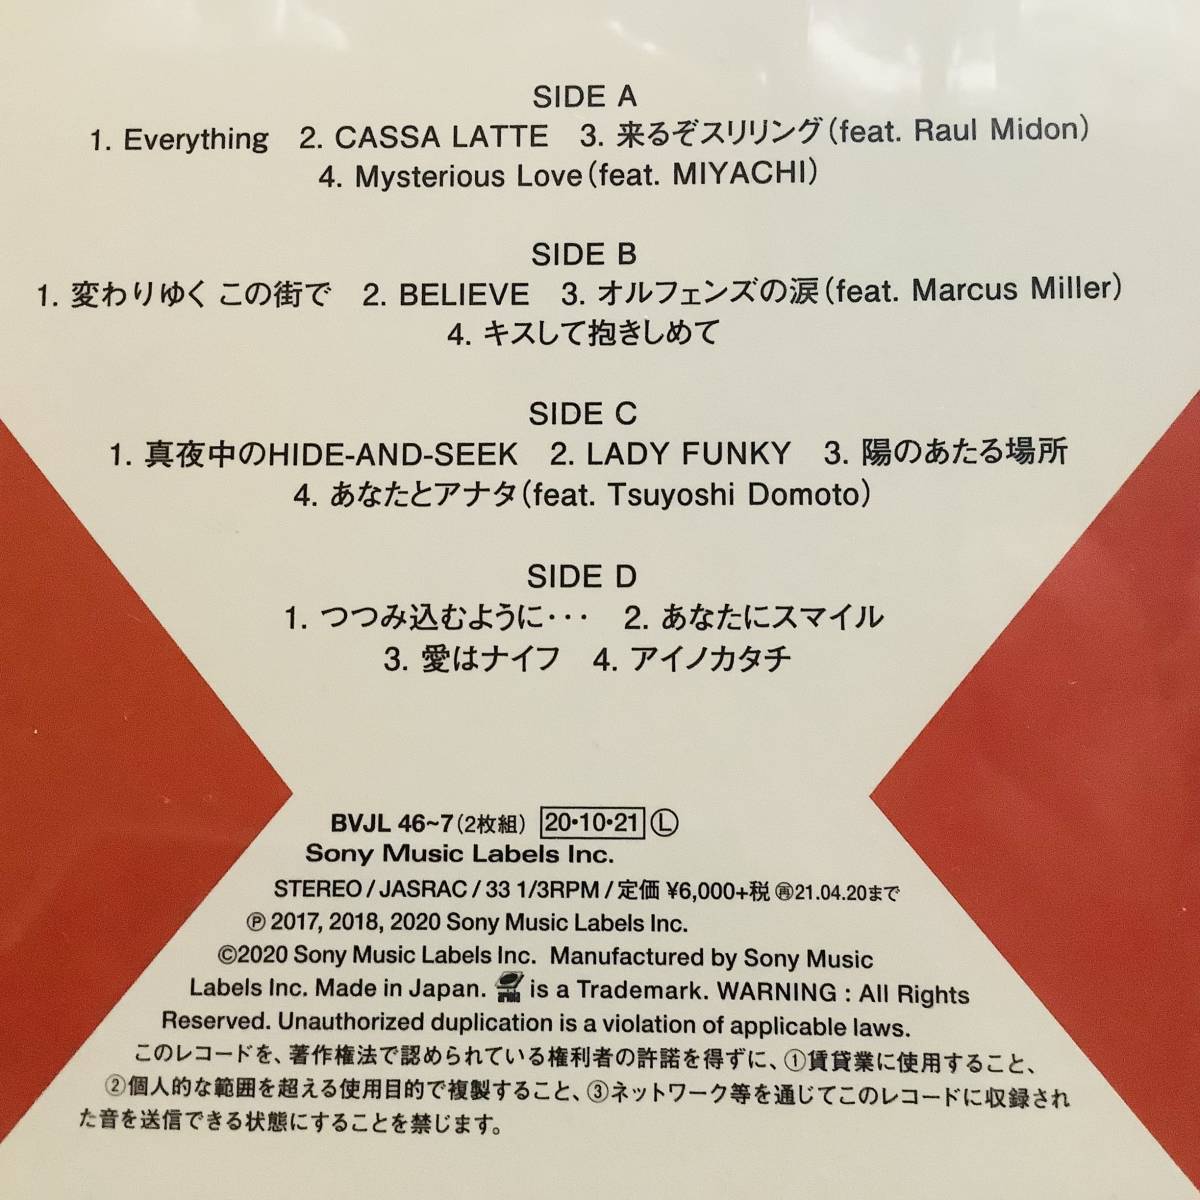 SIDE A
1. Everything 2. CASSA LATTE 3. 来るぞスリリング(feat. Raul Midon)
4. Mysterious Love(feat. MIYACHI)
SIDE B
1. 変わりゆく この街で 2. BELIEVE 3. オルフェンズの涙(feat. Marcus Miller)
4. キスして抱きしめて
SIDE C
1. 真夜中のHIDE-AND-SEEK 2. LADY FUNKY 3. 陽のあたる場所
4. あなたとアナタ(feat. Tsuyoshi Domoto)
SIDE D
1. つつみ込むように･･･ 2. あなたにスマイル
3. 愛はナイフ 4. アイノカタチ
BVJL 46~7(2枚組) 20・10・21 Ⓛ
Sony Music Labels Inc.
STEREO / JASRAC / 33 1/3RPM / 定価 ¥6,000+税 ㊢21.04.20まで
Ⓟ 2017, 2018, 2020 Sony Music Labels Inc.
©2020 Sony Music Labels Inc. Manufactured by Sony Music
Labels Inc. Made in Japan. is a Trademark. WARNING : All Rights
Reserved. Unauthorized duplication is a violation of applicable laws.
このレコードを、著作権法で認められている権利者の許諾を得ずに、①賃貸業に使用すること、
②個人的な範囲を超える使用目的で複製すること、③ネットワーク等を通じてこのレコードに収録され
た音を送信できる状態にすることを禁じます。